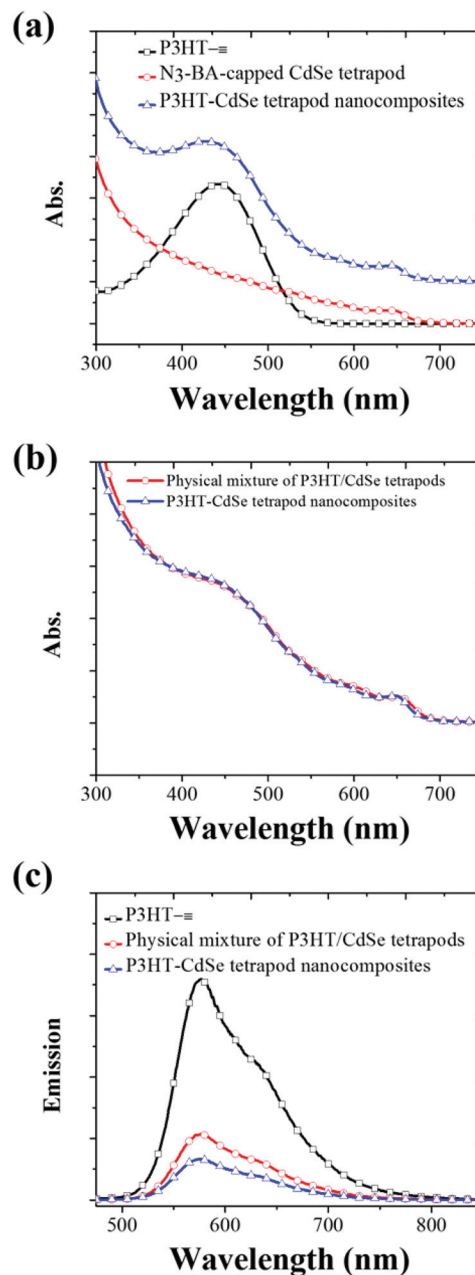 (a)
P3HT–≡
N3-BA-capped CdSe tetrapod
P3HT-CdSe tetrapod nanocomposites
Abs.
300 400 500 600 700
Wavelength (nm)
(b)
Physical mixture of P3HT/CdSe tetrapods
P3HT-CdSe tetrapod nanocomposites
Abs.
300 400 500 600 700
Wavelength (nm)
(c)
P3HT–≡
Physical mixture of P3HT/CdSe tetrapods
P3HT-CdSe tetrapod nanocomposites
Emission
500 600 700 800
Wavelength (nm)